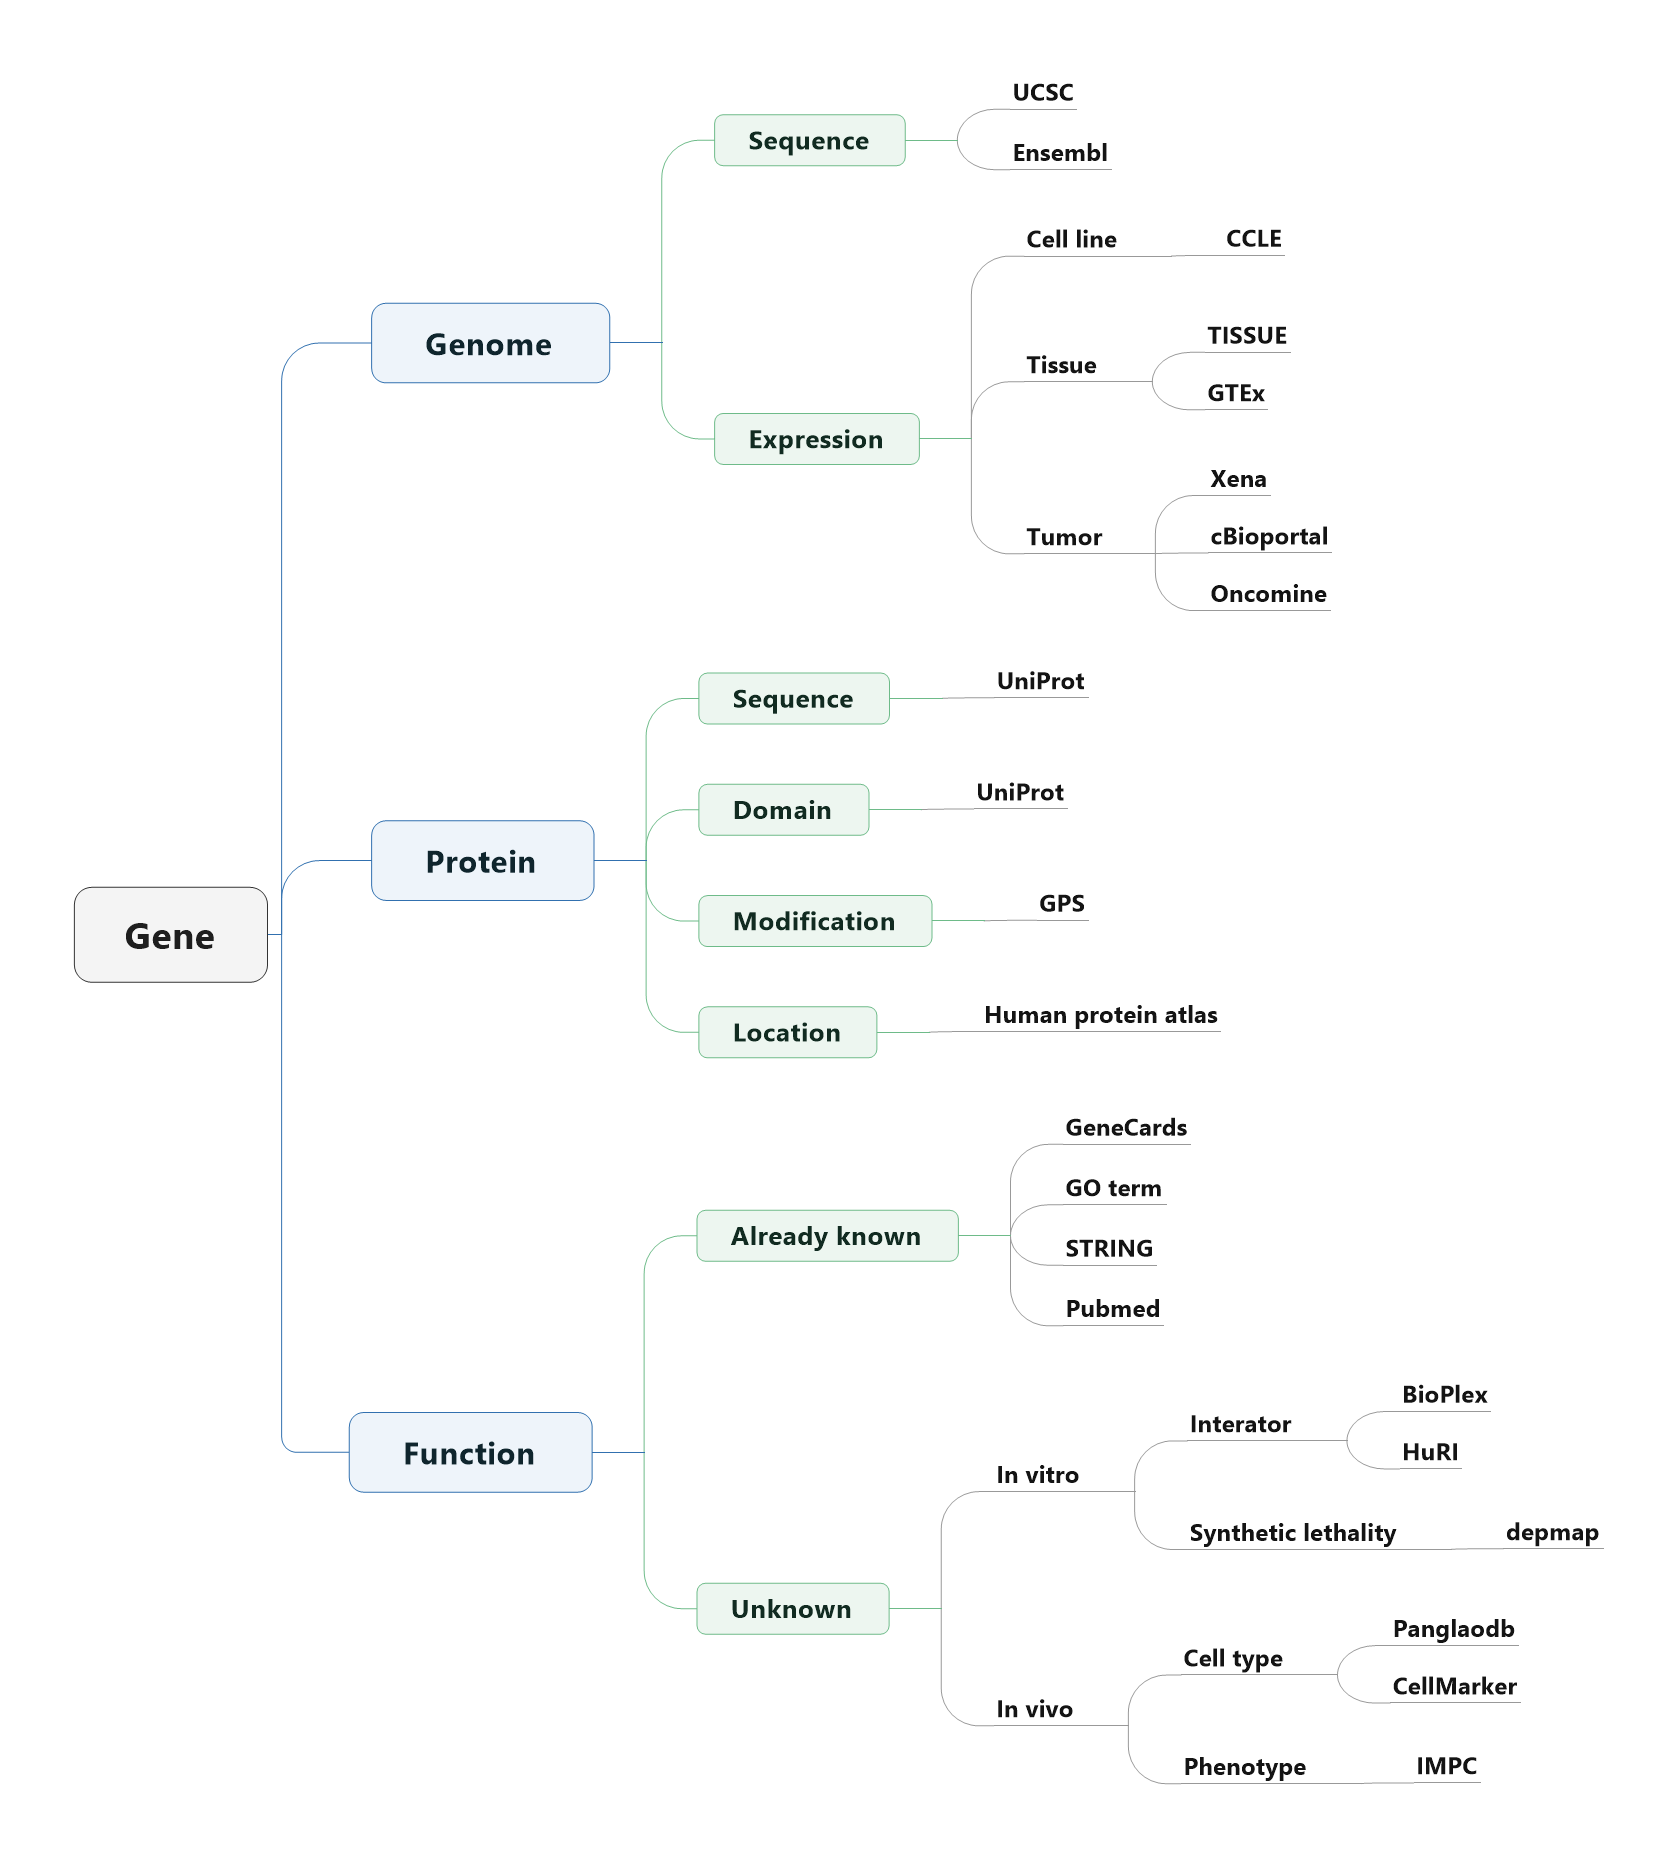 Gene
Genome
Sequence
UCSC
Ensembl
Expression
Cell line
CCLE
Tissue
TISSUE
GTEx
Tumor
Xena
cBioportal
Oncomine
Protein
Sequence
UniProt
Domain
UniProt
Modification
GPS
Location
Human protein atlas
Function
Already known
GeneCards
GO term
STRING
Pubmed
Unknown
In vitro
Interator
BioPlex
HuRI
Synthetic lethality
depmap
In vivo
Cell type
Panglaodb
CellMarker
Phenotype
IMPC